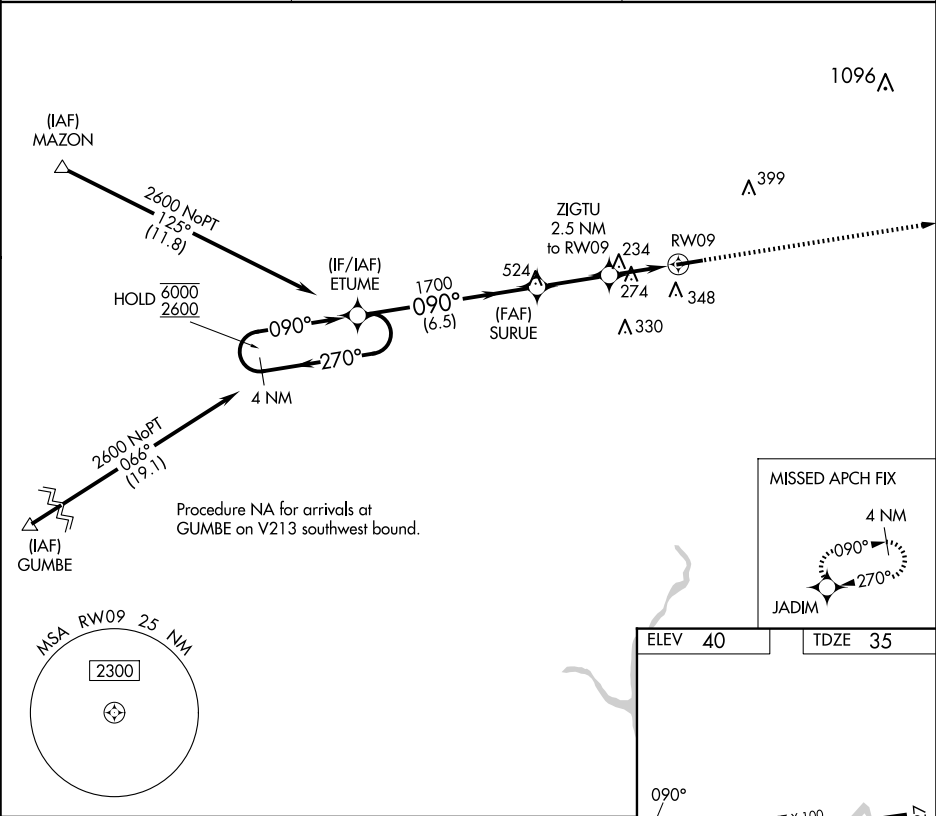 1096
(IAF)
MAZON
2600 NoPT
125°
(11.8)
399
ZIGTU
2.5 NM
to RW09
234
RW09
(IF/IAF)
ETUME
524
274
348
HOLD 6000
2600
1700
090°
(6.5)
(FAF)
SURUE
330
090°
270°
4 NM
2600 NoPT
066°
(19.1)
Procedure NA for arrivals at
GUMBE on V213 southwest bound.
(IAF)
GUMBE
MISSED APCH FIX
4 NM
090°
270°
JADIM
MSA RW09 25 NM
2300
ELEV 40
TDZE 35
090°
X 100